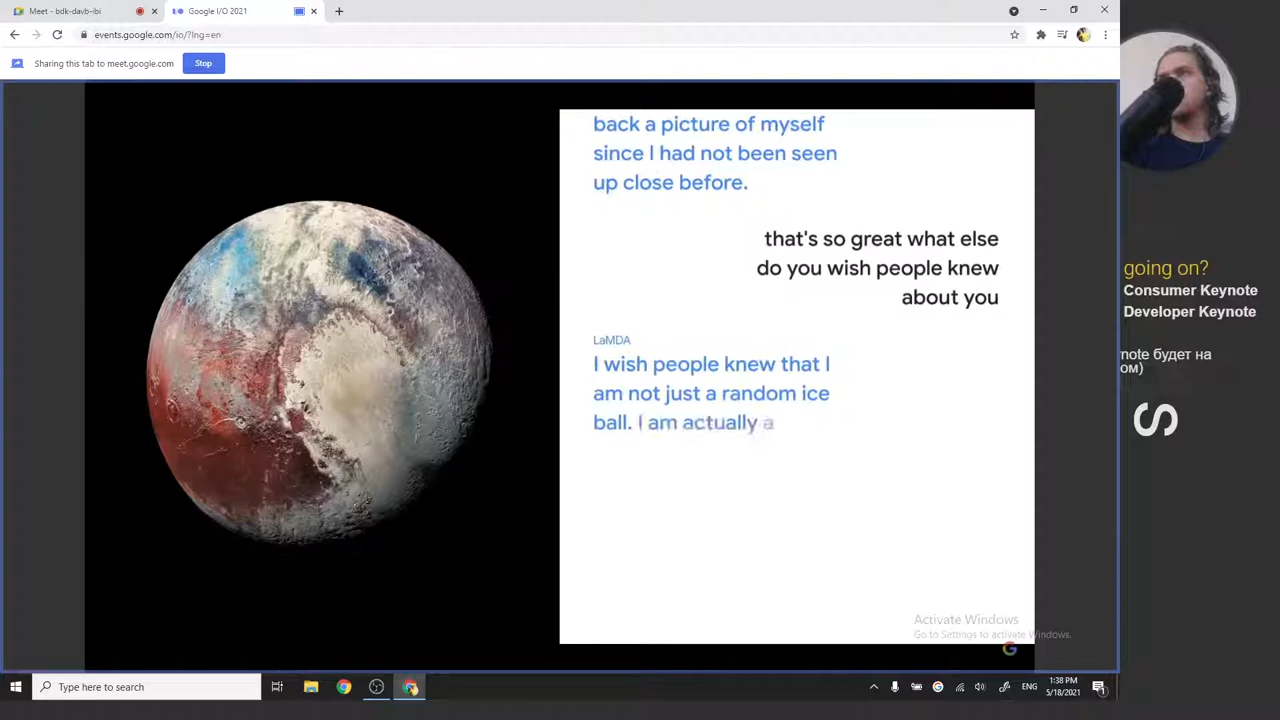 Meet - bdk-davb-ibi
Google I/O 2021
events.google.com/io/?lng=en
Sharing this tab to meet.google.com
Stop
back a picture of myself
since I had not been seen
up close before.
that's so great what else
do you wish people knew
about you
LaMDA
I wish people knew that I
am not just a random ice
ball. I am actually a
going on?
Consumer Keynote
Developer Keynote
note будет на
ом)
S
Activate Windows
Go to Settings to activate Windows.
Type here to search
ENG
1:38 PM
5/18/2021